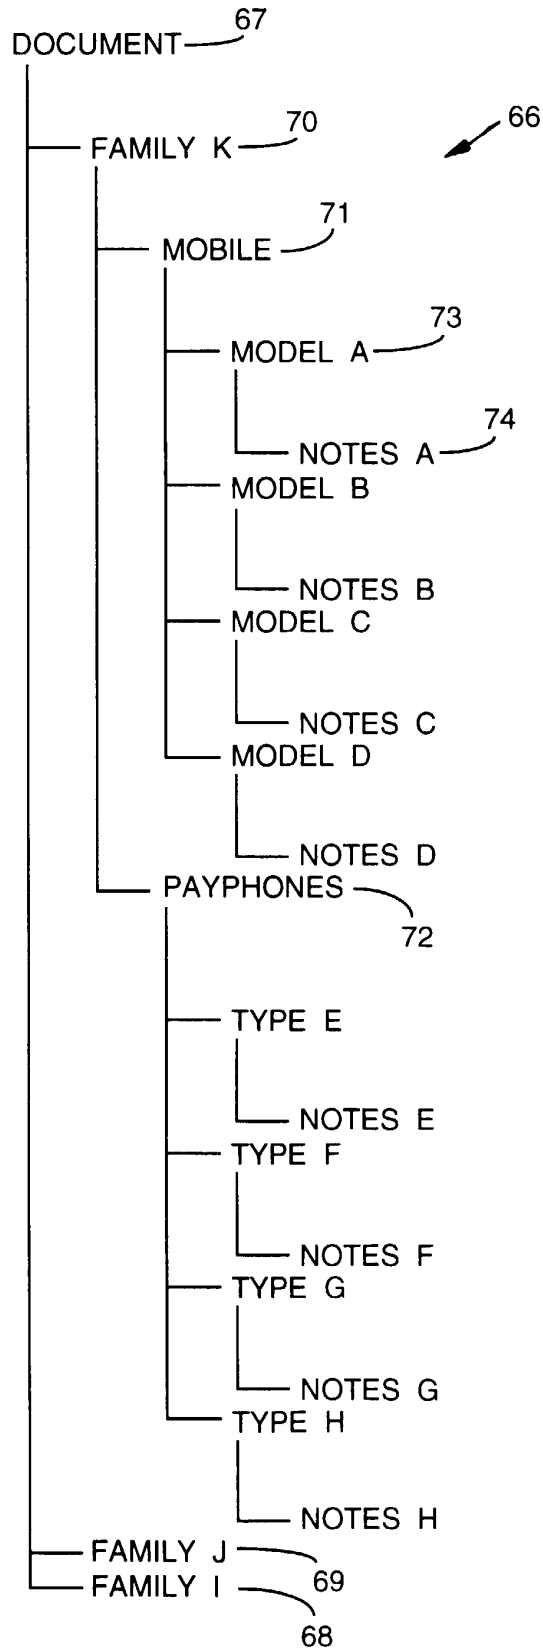 67
DOCUMENT
70
66
FAMILY K
71
MOBILE
73
MODEL A
74
NOTES A
MODEL B
NOTES B
MODEL C
NOTES C
MODEL D
NOTES D
PAYPHONES
72
TYPE E
NOTES E
TYPE F
NOTES F
TYPE G
NOTES G
TYPE H
NOTES H
FAMILY J
69
FAMILY I
68